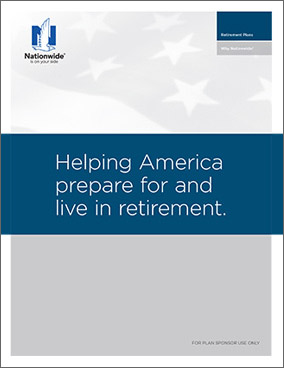 Nationwide®
is on your side
Retirement Plans
Why Nationwide?
Helping America
prepare for and
live in retirement.
FOR PLAN SPONSOR USE ONLY